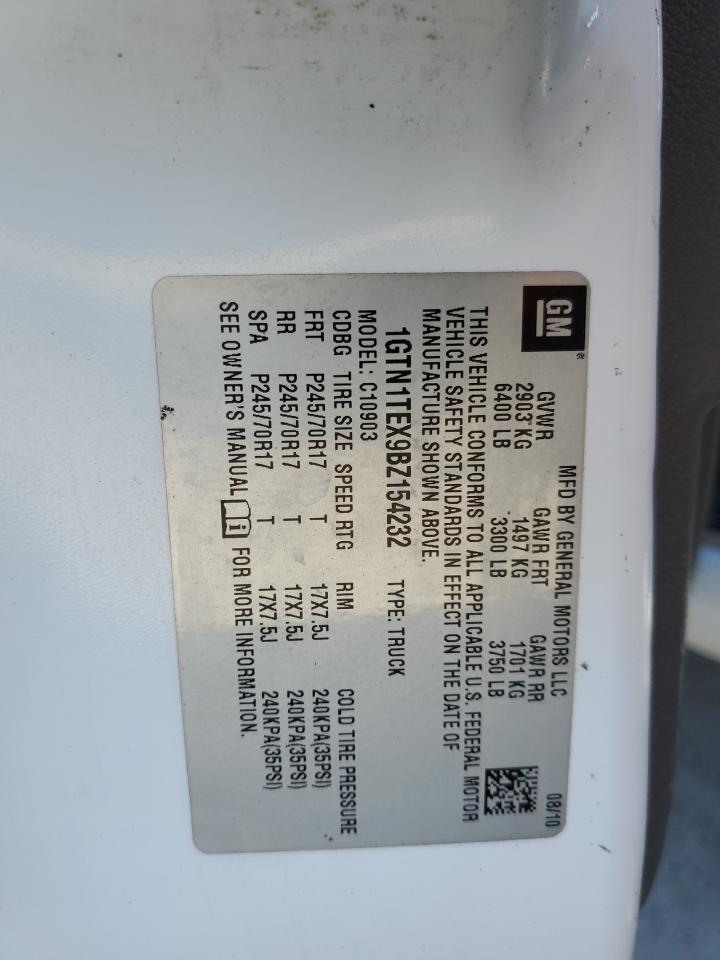 GM®
MFD BY GENERAL MOTORS LLC 08/10
GVWR GAWR FRT GAWR RR
2903 KG 1497 KG 1701 KG
6400 LB 3300 LB 3750 LB
THIS VEHICLE CONFORMS TO ALL APPLICABLE U.S. FEDERAL MOTOR
VEHICLE SAFETY STANDARDS IN EFFECT ON THE DATE OF
MANUFACTURE SHOWN ABOVE.
1GTN1TEX9BZ154232 TYPE: TRUCK
MODEL: C10903
CDBG TIRE SIZE SPEED RTG RIM COLD TIRE PRESSURE
FRT P245/70R17 T 17X7.5J 240KPA(35PSI)
RR P245/70R17 T 17X7.5J 240KPA(35PSI)
SPA P245/70R17 T 17X7.5J 240KPA(35PSI)
SEE OWNER'S MANUAL i FOR MORE INFORMATION.